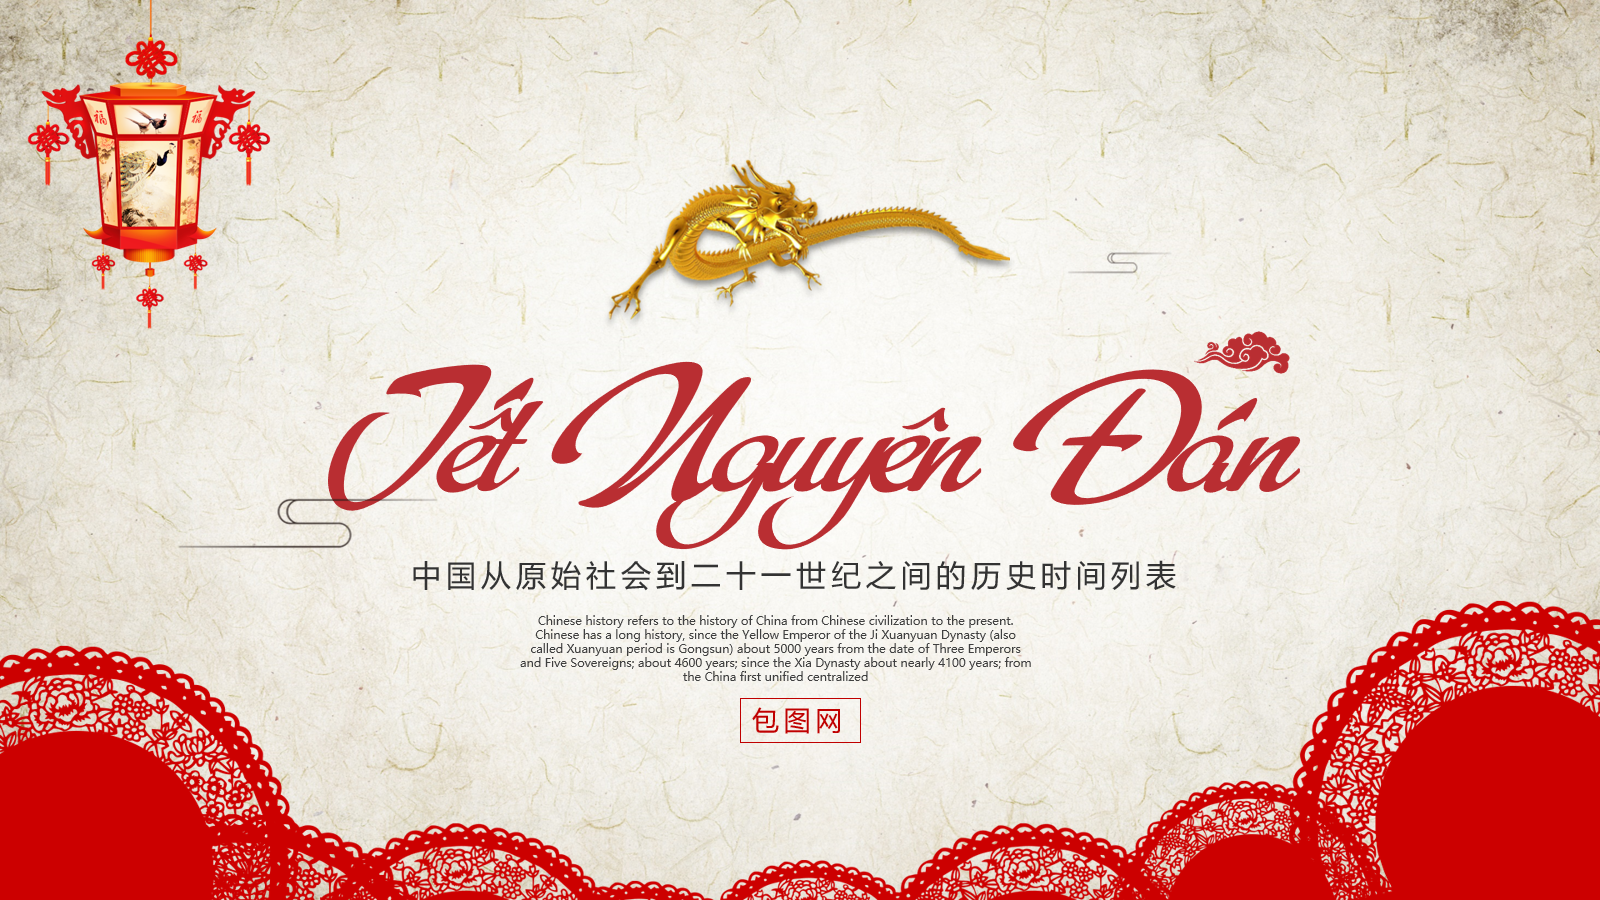 福 福
Tết Nguyên Đán
中国从原始社会到二十一世纪之间的历史时间列表
Chinese history refers to the history of China from Chinese civilization to the present.
Chinese has a long history, since the Yellow Emperor of the Ji Xuanyuan Dynasty (also
called Xuanyuan period is Gongsun) about 5000 years from the date of Three Emperors
and Five Sovereigns; about 4600 years; since the Xia Dynasty about nearly 4100 years; from
the China first unified centralized
包图网